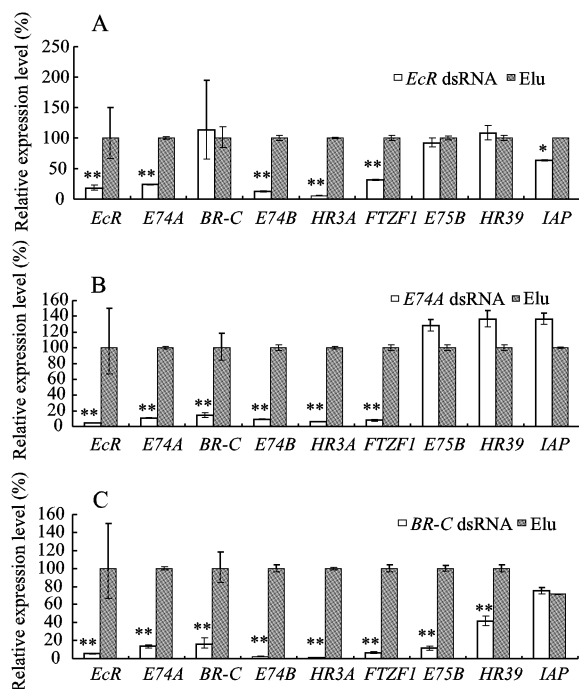 A
Relative expression level (%)
250
200
150
100
50
0
EcR dsRNA Elu
** ** ** ** ** *
EcR E74A BR-C E74B HR3A FTZF1 E75B HR39 IAP
B
Relative expression level (%)
160
140
120
100
80
60
40
20
0
E74A dsRNA Elu
** ** ** ** ** **
EcR E74A BR-C E74B HR3A FTZF1 E75B HR39 IAP
C
Relative expression level (%)
160
140
120
100
80
60
40
20
0
BR-C dsRNA Elu
** ** ** ** ** ** ** **
EcR E74A BR-C E74B HR3A FTZF1 E75B HR39 IAP